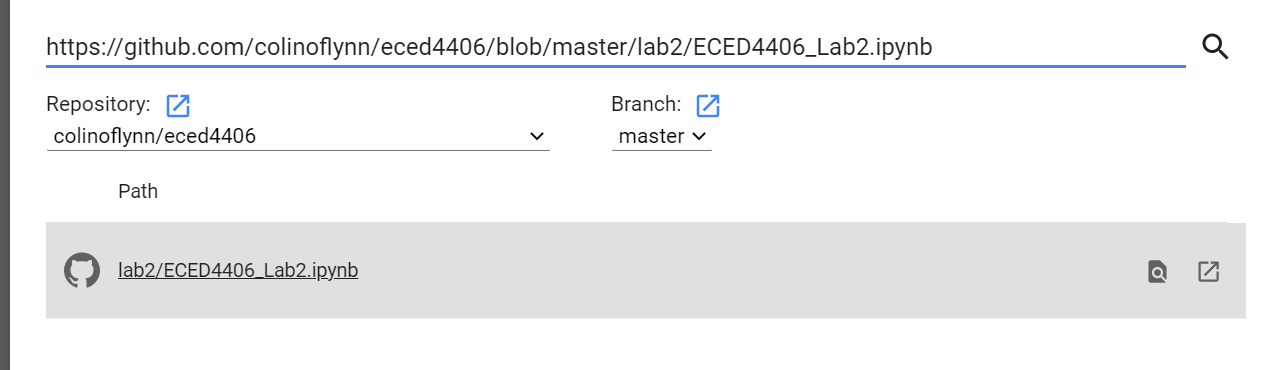 https://github.com/colinoflynn/eced4406/blob/master/lab2/ECED4406_Lab2.ipynb
Repository: Branch:
colinoflynn/eced4406 master
Path
lab2/ECED4406_Lab2.ipynb